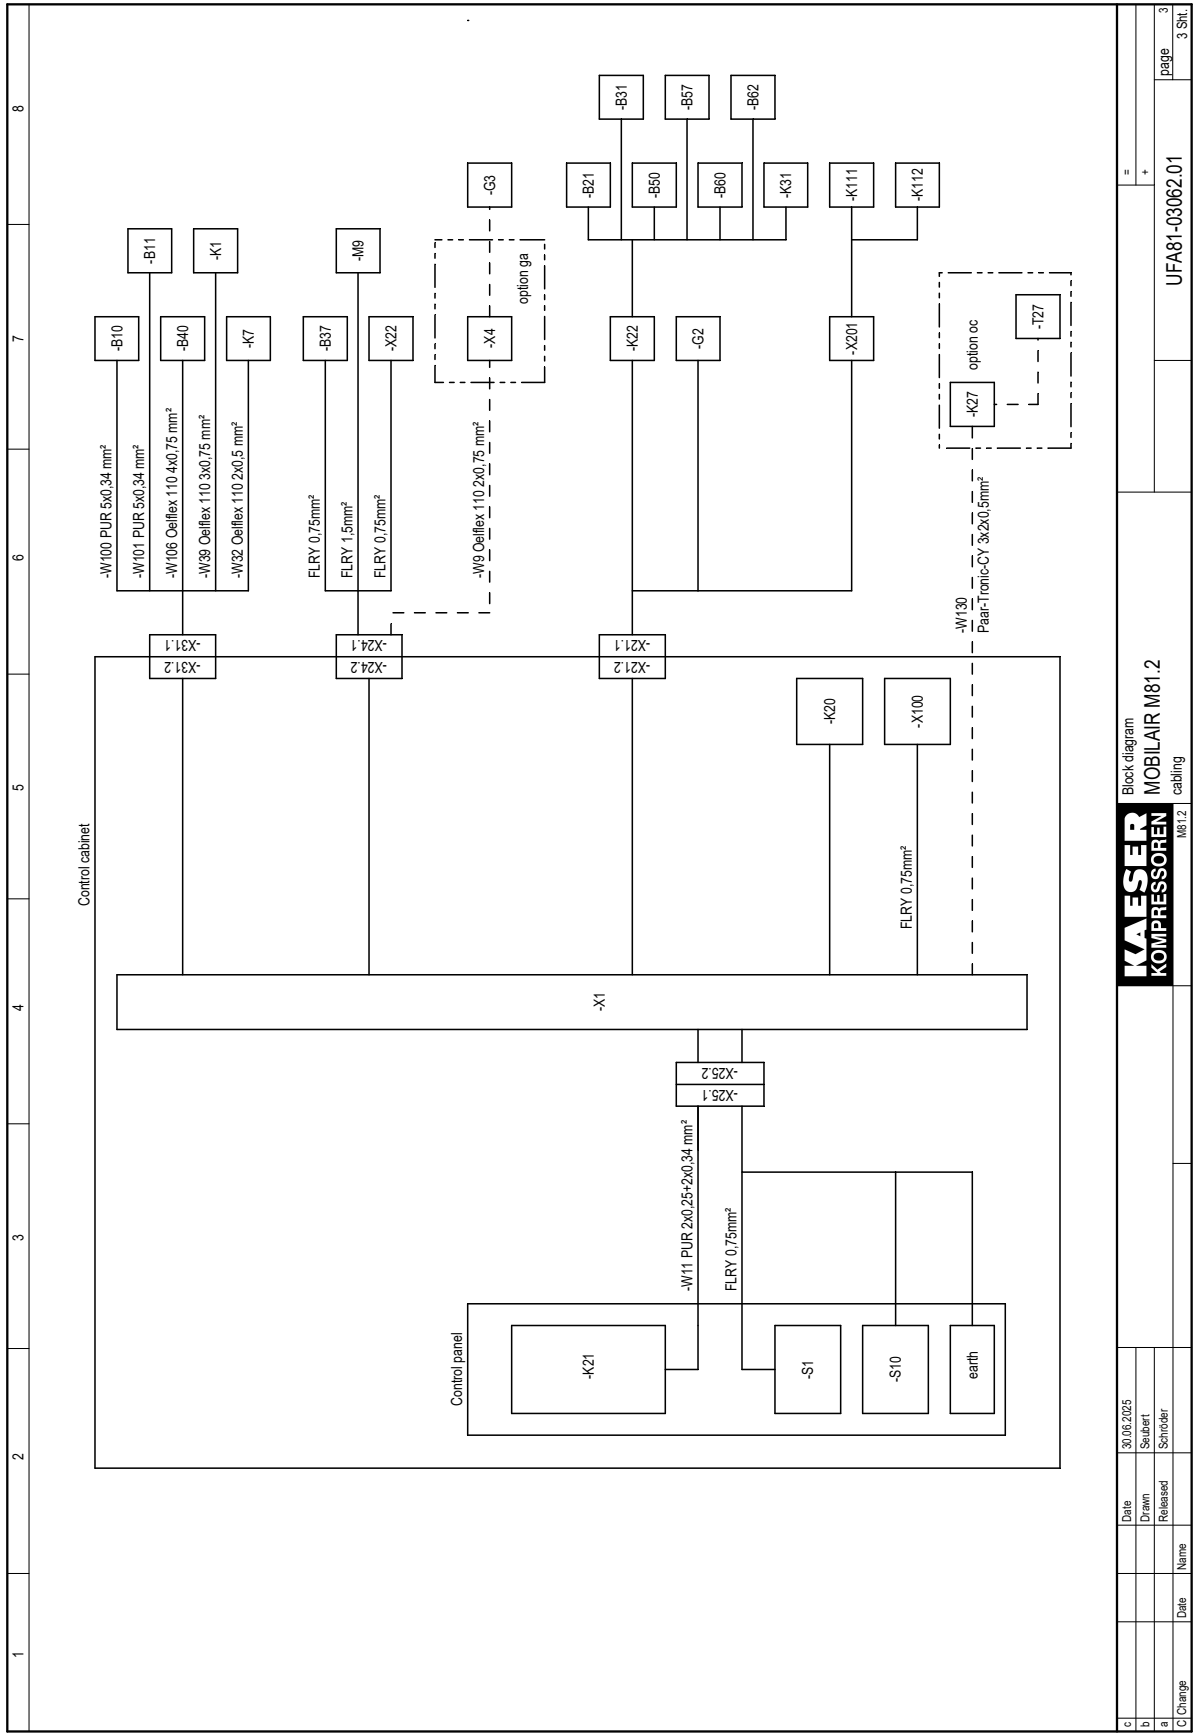 1
2
3
4
5
6
7
8
Control cabinet
Control panel
-K21
-S1
-S10
earth
-W11 PUR 2x0,25+2x0,34 mm²
FLRY 0,75mm²
-X25.1
-X25.2
-X1
FLRY 0,75mm²
-K20
-X100
-X31.2
-X31.1
-X24.2
-X24.1
-X21.2
-X21.1
-W100 PUR 5x0,34 mm²
-W101 PUR 5x0,34 mm²
-W106 Oelflex 110 4x0,75 mm²
-W39 Oelflex 110 3x0,75 mm²
-W32 Oelflex 110 2x0,5 mm²
-B10
-B11
-B40
-K1
-K7
FLRY 0,75mm²
FLRY 1,5mm²
FLRY 0,75mm²
-B37
-M9
-X22
-W9 Oelflex 110 2x0,75 mm²
-X4
option ga
-G3
-K22
-G2
-X201
-B21
-B31
-B50
-B57
-B60
-B62
-K31
-K111
-K112
-W130
Paar-Tronic-CY 3x2x0,5mm²
-K27
option oc
-T27
c
b
a
C
Change
Date
Name
Date
30.06.2025
Drawn
Seubert
Released
Schröder
KAESER
KOMPRESSOREN
M81.2
Block diagram
MOBILAIR M81.2
cabling
=
+
UFA81-03062.01
page
3
3 Sht.